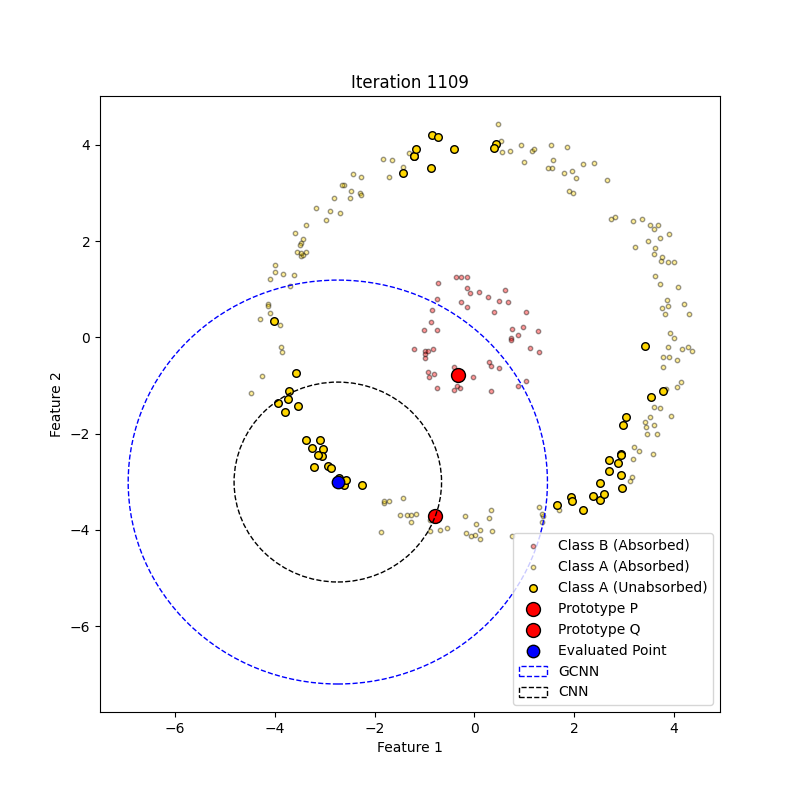 Iteration 1109
4
2
0
−2
−4
−6
Feature 2
Class B (Absorbed)
Class A (Absorbed)
Class A (Unabsorbed)
Prototype P
Prototype Q
Evaluated Point
GCNN
CNN
−6 −4 −2 0 2 4
Feature 1